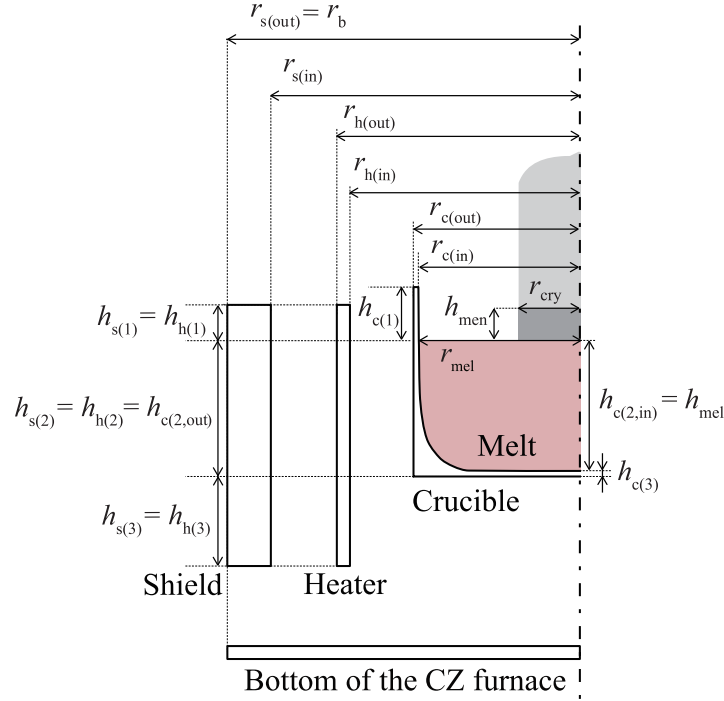 r_s(out) = r_b
r_s(in)
r_h(out)
r_h(in)
r_c(out)
r_c(in)
h_s(1) = h_h(1)
h_c(1)
h_men
r_cry
r_mel
h_s(2) = h_h(2) = h_c(2,out)
h_c(2,in) = h_mel
Melt
h_c(3)
Crucible
h_s(3) = h_h(3)
Shield
Heater
Bottom of the CZ furnace